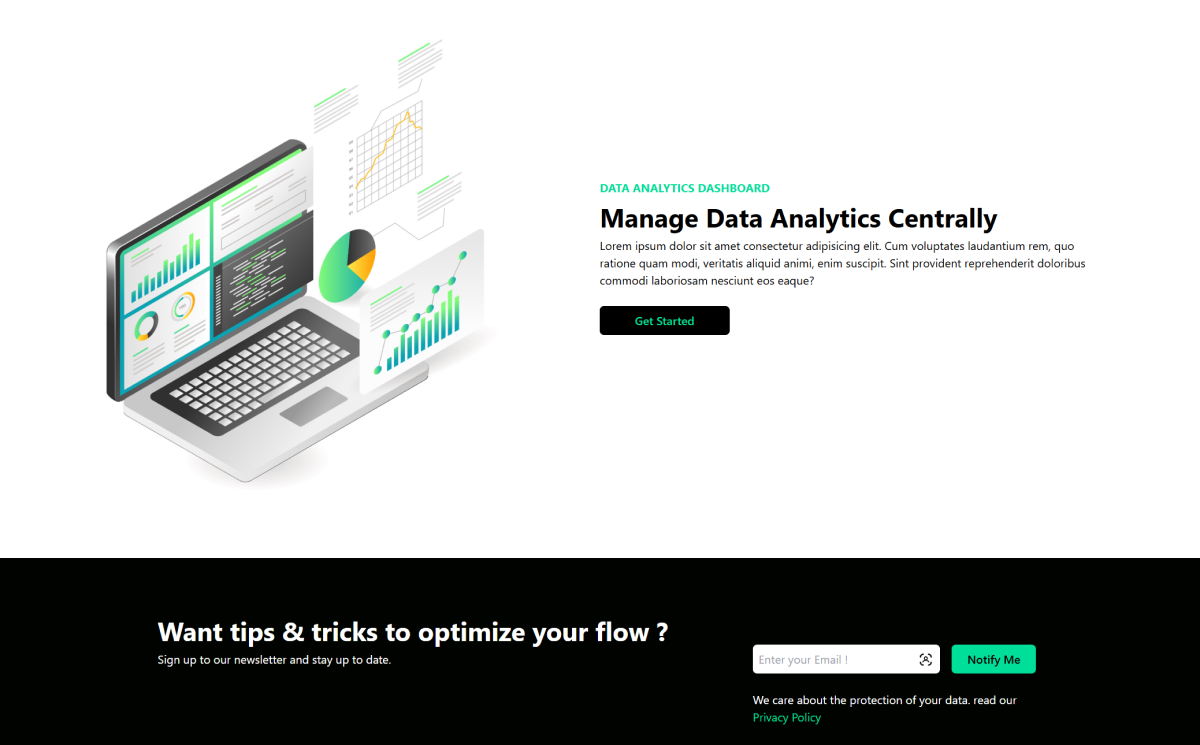 DATA ANALYTICS DASHBOARD
Manage Data Analytics Centrally
Lorem ipsum dolor sit amet consectetur adipisicing elit. Cum voluptates laudantium rem, quo
ratione quam modi, veritatis aliquid animi, enim suscipit. Sint provident reprehenderit doloribus
commodi laboriosam nesciunt eos eaque?
Get Started
Want tips & tricks to optimize your flow ?
Sign up to our newsletter and stay up to date.
Enter your Email !
Notify Me
We care about the protection of your data. read our
Privacy Policy